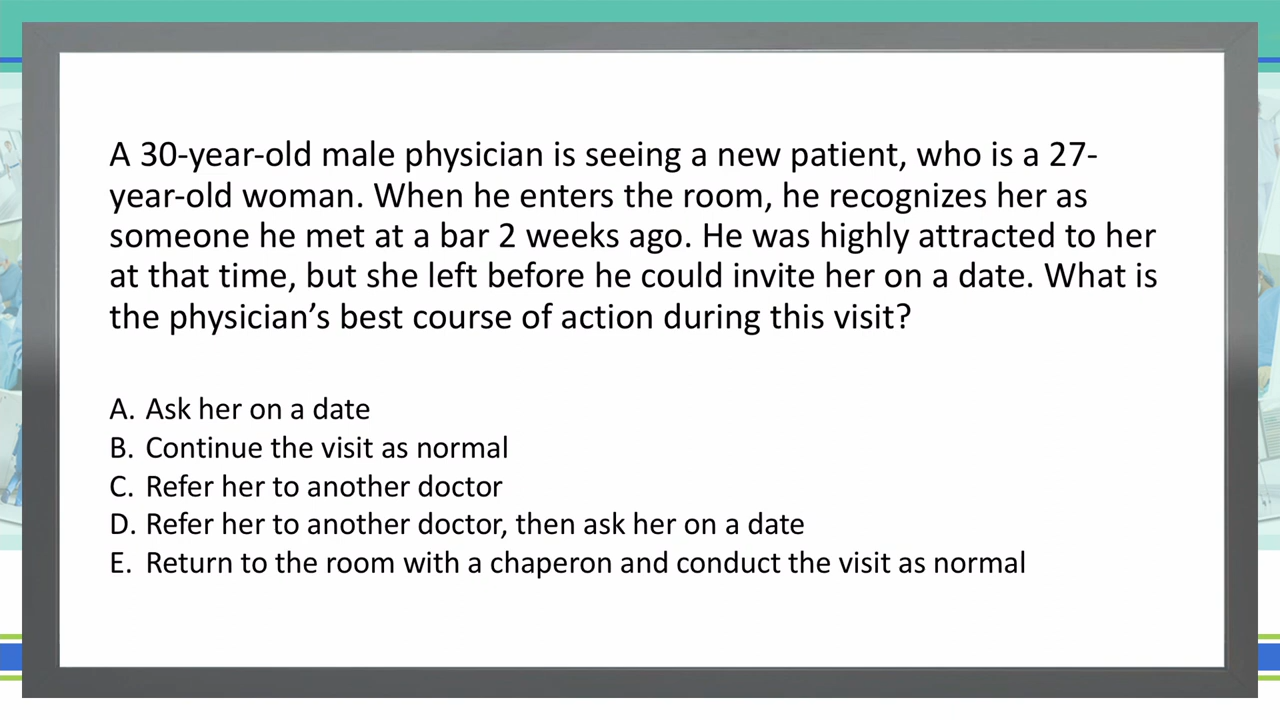 A 30-year-old male physician is seeing a new patient, who is a 27-
year-old woman. When he enters the room, he recognizes her as
someone he met at a bar 2 weeks ago. He was highly attracted to her
at that time, but she left before he could invite her on a date. What is
the physician’s best course of action during this visit?
A. Ask her on a date
B. Continue the visit as normal
C. Refer her to another doctor
D. Refer her to another doctor, then ask her on a date
E. Return to the room with a chaperon and conduct the visit as normal